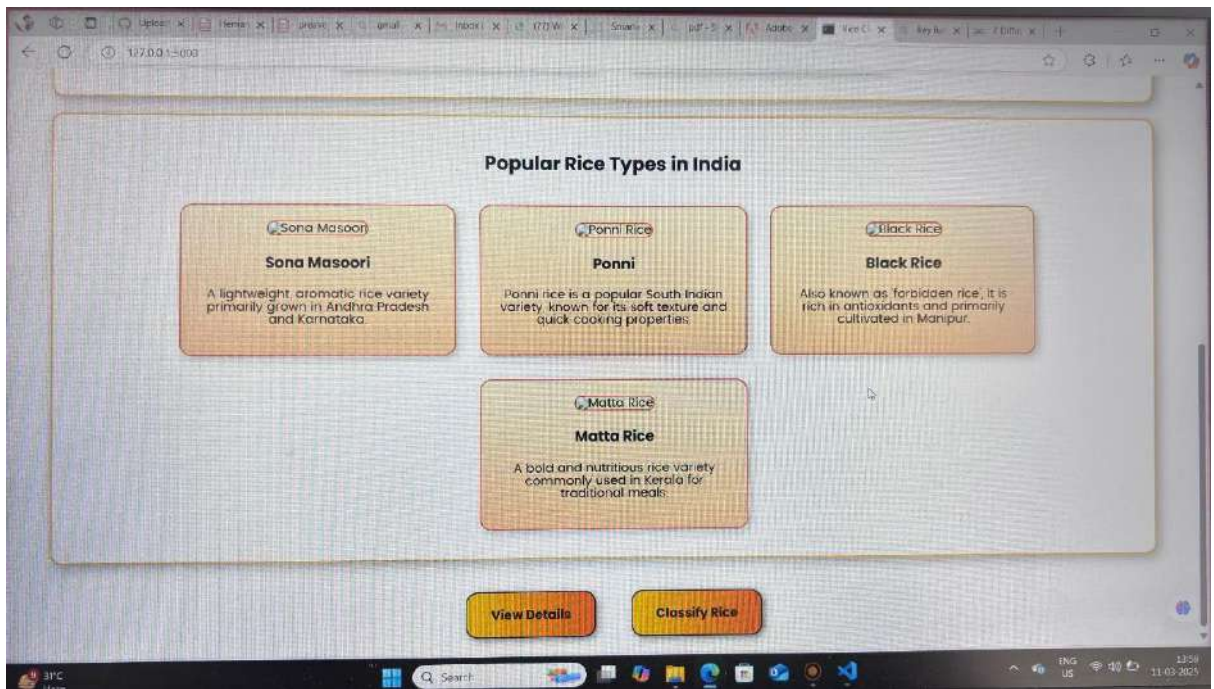 127.0.0.1:5000
Popular Rice Types in India
Sona Masoori
Sona Masoori
A lightweight, aromatic rice variety
primarily grown in Andhra Pradesh
and Karnataka.
Ponni Rice
Ponni
Ponni rice is a popular South Indian
variety, known for its soft texture and
quick cooking properties.
Black Rice
Black Rice
Also known as 'forbidden rice', it is
rich in antioxidants and primarily
cultivated in Manipur.
Matta Rice
Matta Rice
A bold and nutritious rice variety
commonly used in Kerala for
traditional meals.
View Details
Classify Rice
31°C
Search
ENG
US
11-03-2025